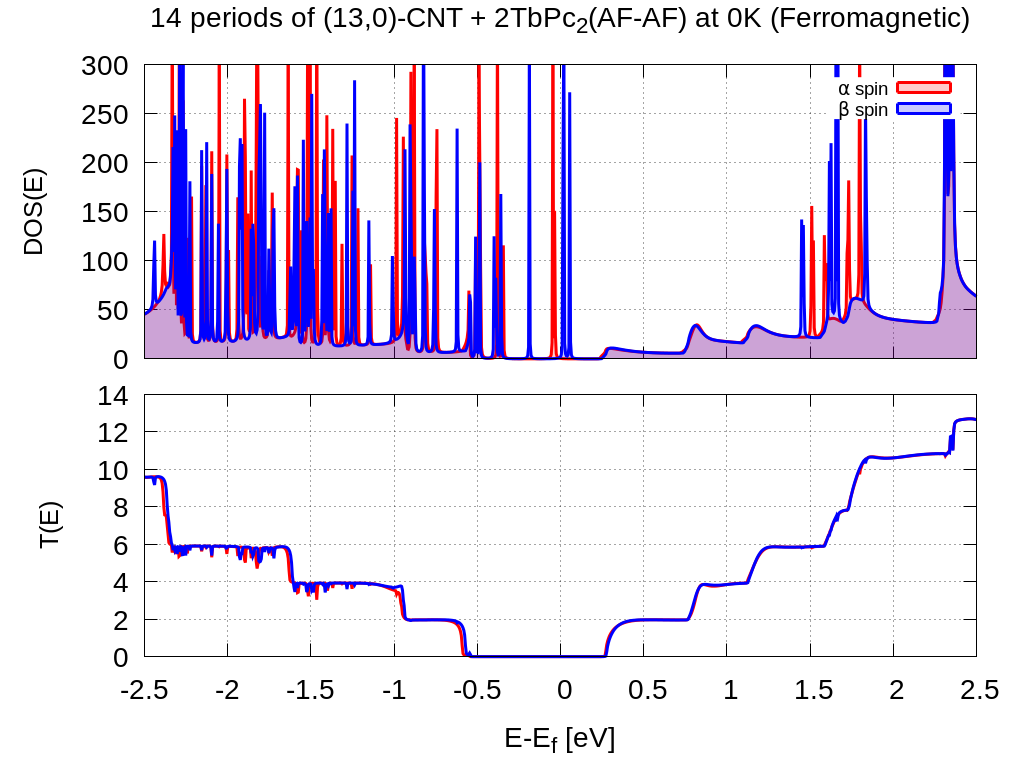 14 periods of (13,0)-CNT + 2TbPc₂(AF-AF) at 0K (Ferromagnetic)
300
250
200
150
100
50
0
DOS(E)
α spin
β spin
14
12
10
8
6
4
2
0
T(E)
-2.5 -2 -1.5 -1 -0.5 0 0.5 1 1.5 2 2.5
E-E_f [eV]